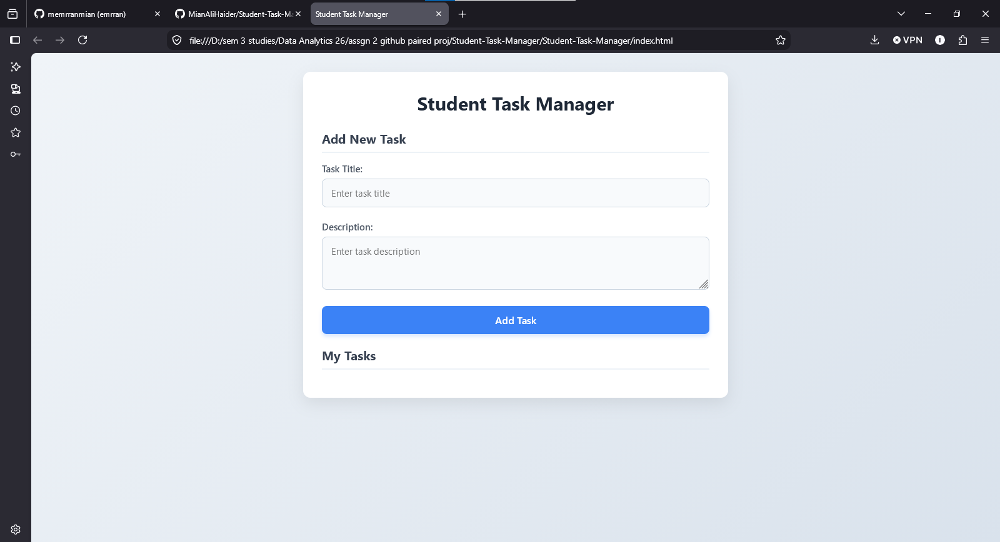 memrranmian (emrran)
MianAliHaider/Student-Task-Ma
Student Task Manager
file:///D:/sem 3 studies/Data Analytics 26/assgn 2 github paired proj/Student-Task-Manager/Student-Task-Manager/index.html
VPN
Student Task Manager
Add New Task
Task Title:
Enter task title
Description:
Enter task description
Add Task
My Tasks